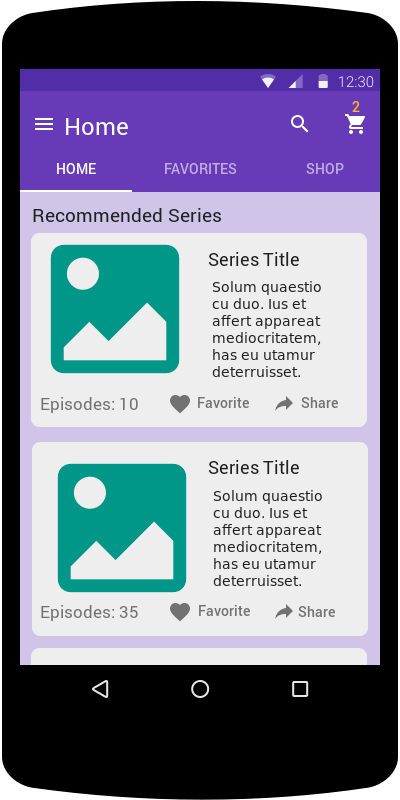 12:30
2
Home
HOME FAVORITES SHOP
Recommended Series
Series Title
Solum quaestio
cu duo. Ius et
affert appareat
mediocritatem,
has eu utamur
deterruisset.
Episodes: 10 Favorite Share
Series Title
Solum quaestio
cu duo. Ius et
affert appareat
mediocritatem,
has eu utamur
deterruisset.
Episodes: 35 Favorite Share